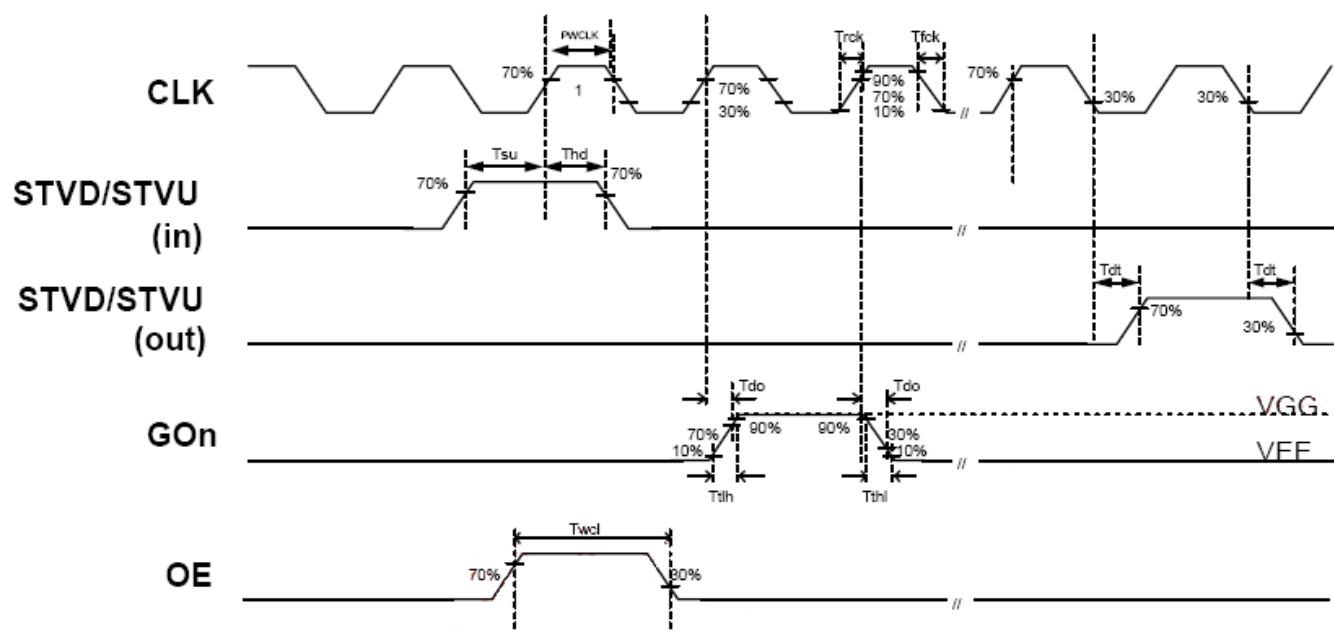 PWCLK
Trck
Tfck
CLK
70%
1
70%
30%
90%
70%
10%
//
70%
30%
30%
STVD/STVU
(in)
Tsu
Thd
70%
70%
//
STVD/STVU
(out)
Tdt
Tdt
70%
30%
//
GOn
Tdo
Tdo
VGG
70%
90%
90%
30%
10%
10%
VEE
//
Ttlh
Tthl
OE
Twcl
70%
30%
//